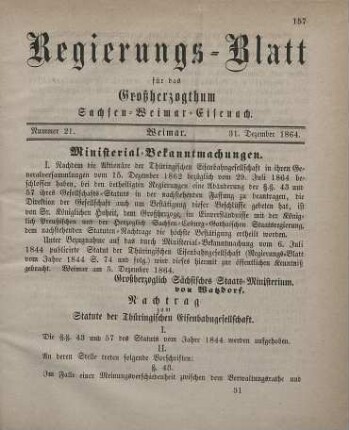 157
Regierungs-Blatt
für das
Großherzogthum
Sachsen-Weimar-Eisenach.
Nummer 21. Weimar. 31. Dezember 1864.
Ministerial-Bekanntmachungen.
I. Nachdem die Aktionäre der Thüringischen Eisenbahngesellschaft in ihren Ge-
neralversammlungen vom 15. Dezember 1862 bezüglich vom 29. Juli 1864 be-
schlossen haben, bei den betheiligten Regierungen eine Abänderung der §.§. 43 und
57 ihres Gesellschafts-Statuts in der nachstehenden Fassung zu beantragen, die
Direktion der Gesellschaft auch um Bestätigung dieser Beschlüsse gebeten hat, ist
von Sr. Königlichen Hoheit, dem Großherzoge, im Einverständnisse mit der König-
lich Preußischen und der Herzoglich Sachsen-Coburg-Gothaischen Staatsregierung,
dem nachstehenden Statuten-Nachtrage die höchste Bestätigung ertheilt worden.
Unter Bezugnahme auf das durch Ministerial-Bekanntmachung vom 6. Juli
1844 publicirte Statut der Thüringischen Eisenbahngesellschaft (Regierungs-Blatt
vom Jahre 1844 S. 74 und folg.) wird dieser hiermit zur öffentlichen Kenntniß
gebracht. Weimar am 5. Dezember 1864.
Großherzoglich Sächsisches Staats-Ministerium.
von Watzdorf.
Nachtrag
zum
Statute der Thüringischen Eisenbahngesellschaft.
I.
Die §.§. 43 und 57 des Statuts vom Jahre 1844 werden aufgehoben.
II.
An deren Stelle treten folgende Vorschriften:
§. 43.
Im Falle einer Meinungsverschiedenheit zwischen dem Verwaltungsrathe und
31